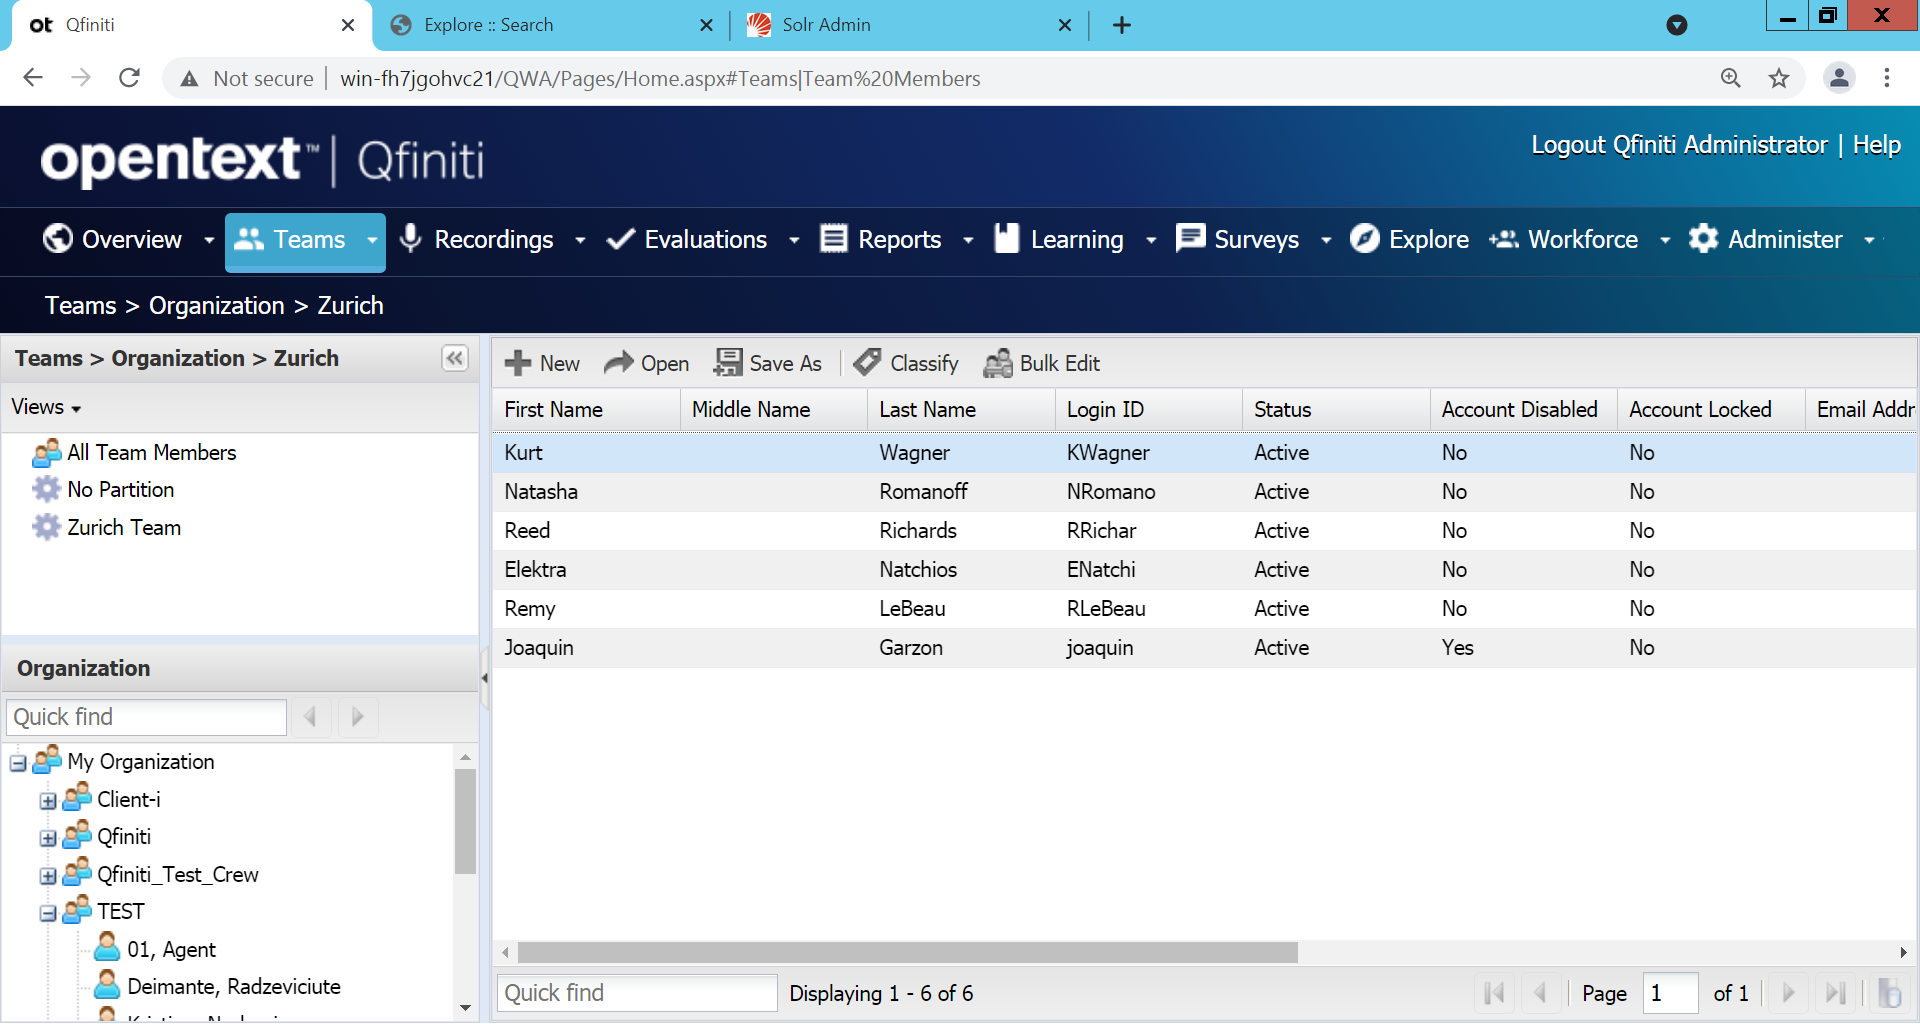 ot Qfiniti
Explore :: Search
Solr Admin
Not secure | win-fh7jgohvc21/QWA/Pages/Home.aspx#Teams|Team%20Members
opentext™ | Qfiniti
Logout Qfiniti Administrator | Help
Overview Teams Recordings Evaluations Reports Learning Surveys Explore Workforce Administer
Teams > Organization > Zurich
Teams > Organization > Zurich
Views
All Team Members
No Partition
Zurich Team
Organization
Quick find
My Organization
Client-i
Qfiniti
Qfiniti_Test_Crew
TEST
01, Agent
Deimante, Radzeviciute
New Open Save As Classify Bulk Edit
First Name Middle Name Last Name Login ID Status Account Disabled Account Locked Email Addr
Kurt Wagner KWagner Active No No
Natasha Romanoff NRomano Active No No
Reed Richards RRichar Active No No
Elektra Natchios ENatchi Active No No
Remy LeBeau RLeBeau Active No No
Joaquin Garzon joaquin Active Yes No
Quick find Displaying 1 - 6 of 6 Page 1 of 1